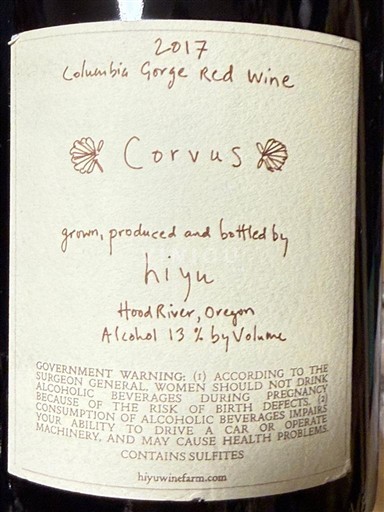 2017
Columbia Gorge Red Wine
Corvus
grown, produced and bottled by
hiyu
Hood River, Oregon
Alcohol 13 % by Volume
GOVERNMENT WARNING: (1) ACCORDING TO THE
SURGEON GENERAL, WOMEN SHOULD NOT DRINK
ALCOHOLIC BEVERAGES DURING PREGNANCY
BECAUSE OF THE RISK OF BIRTH DEFECTS. (2)
CONSUMPTION OF ALCOHOLIC BEVERAGES IMPAIRS
YOUR ABILITY TO DRIVE A CAR OR OPERATE
MACHINERY, AND MAY CAUSE HEALTH PROBLEMS.
CONTAINS SULFITES
hiyuwinefarm.com